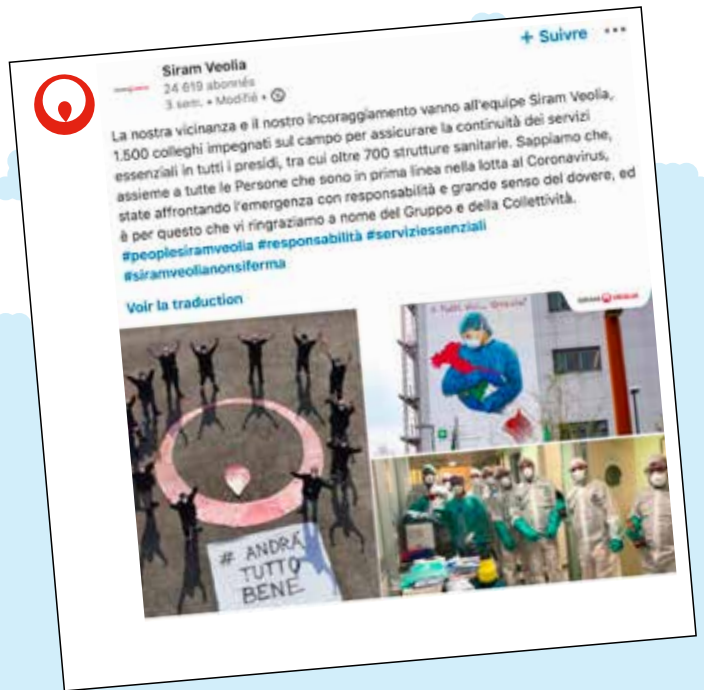 Siram Veolia
24 619 abonnés
3 sem. • Modifié •
+ Suivre ...
La nostra vicinanza e il nostro incoraggiamento vanno all'equipe Siram Veolia,
1.500 colleghi impegnati sul campo per assicurare la continuità dei servizi
essenziali in tutti i presidi, tra cui oltre 700 strutture sanitarie. Sappiamo che,
assieme a tutte le Persone che sono in prima linea nella lotta al Coronavirus,
state affrontando l'emergenza con responsabilità e grande senso del dovere, ed
è per questo che vi ringraziamo a nome del Gruppo e della Collettività.
#peoplesiramveolia #responsabilità #serviziessenziali
#siramveolianonsiferma
Voir la traduction
SIRAM VEOLIA
# ANDRÀ
TUTTO
BENE